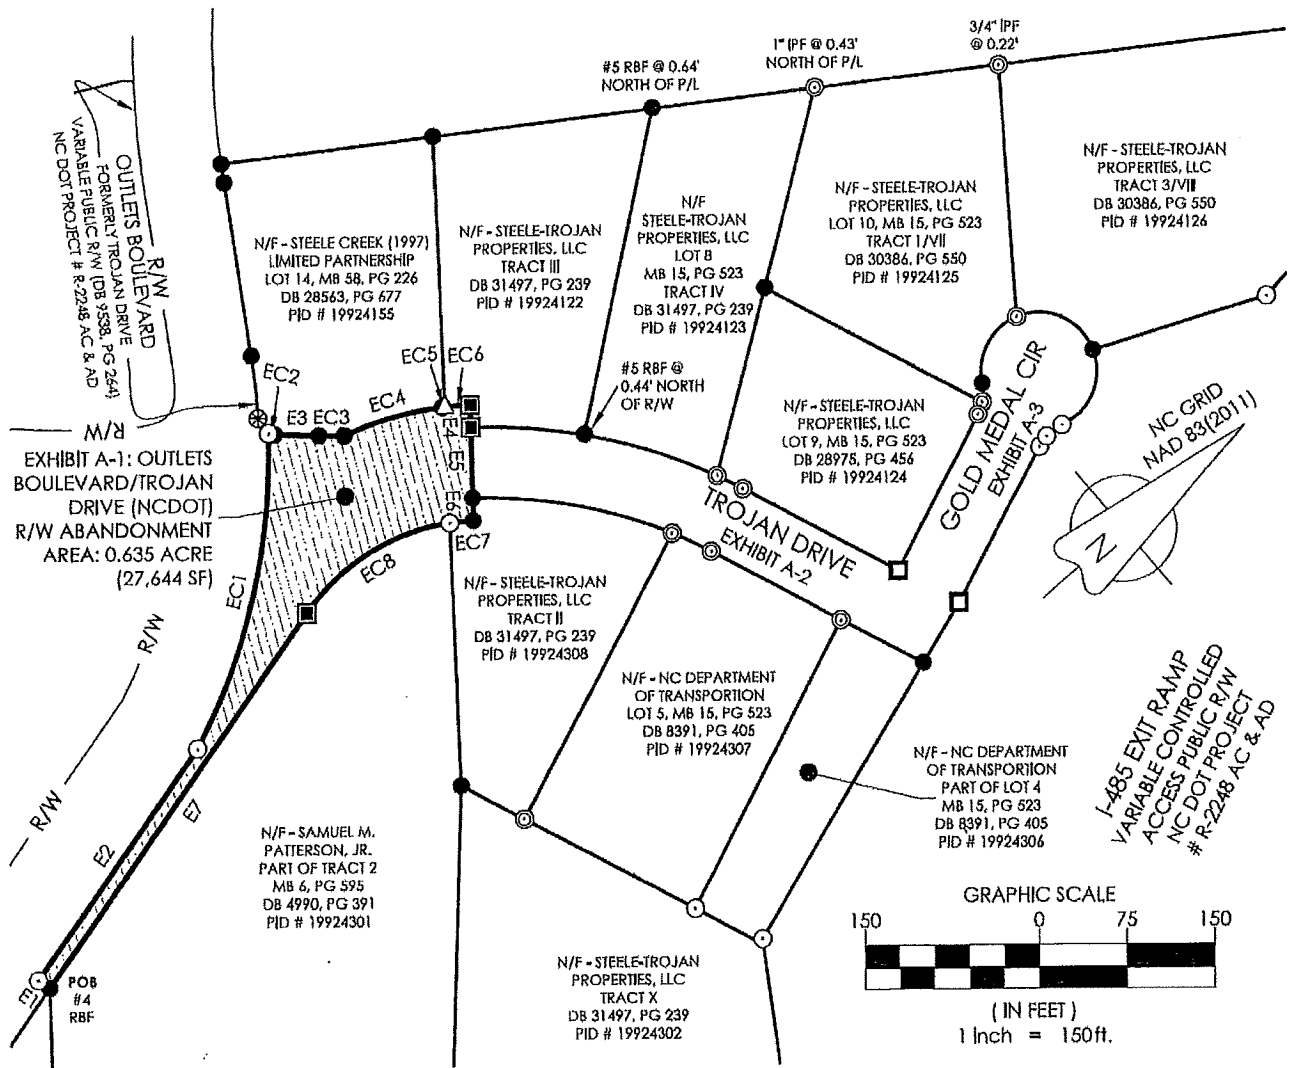 3/4" IPF
@ 0.22'
1" IPF @ 0.43'
NORTH OF P/L
#5 RBF @ 0.64'
NORTH OF P/L
OUTLETS BOULEVARD
FORMERLY TROJAN DRIVE
VARIABLE PUBLIC R/W (DB 9538, PG 264)
NC DOT PROJECT # R-2248 AC & AD
R/W
R/W
N/F - STEELE CREEK (1997)
LIMITED PARTNERSHIP
LOT 14, MB 58, PG 226
DB 28563, PG 677
PID # 19924155
N/F - STEELE-TROJAN
PROPERTIES, LLC
TRACT III
DB 31497, PG 239
PID # 19924122
N/F
STEELE-TROJAN
PROPERTIES, LLC
LOT 8
MB 15, PG 523
TRACT IV
DB 31497, PG 239
PID # 19924123
N/F - STEELE-TROJAN
PROPERTIES, LLC
LOT 10, MB 15, PG 523
TRACT I/VII
DB 30386, PG 550
PID # 19924125
N/F - STEELE-TROJAN
PROPERTIES, LLC
TRACT 3/VII
DB 30386, PG 550
PID # 19924126
EC2
E3
EC3
EC4
EC5
EC6
E4
E5
E6
EC7
EC8
EC1
#5 RBF @
0.44' NORTH
OF R/W
N/F - STEELE-TROJAN
PROPERTIES, LLC
LOT 9, MB 15, PG 523
DB 28975, PG 456
PID # 19924124
GOLD MEDAL CIR
EXHIBIT A-3
NC GRID
NAD 83(2011)
N
EXHIBIT A-1: OUTLETS
BOULEVARD/TROJAN
DRIVE (NCDOT)
R/W ABANDONMENT
AREA: 0.635 ACRE
(27,644 SF)
TROJAN DRIVE
EXHIBIT A-2
N/F - STEELE-TROJAN
PROPERTIES, LLC
TRACT II
DB 31497, PG 239
PID # 19924308
N/F - NC DEPARTMENT
OF TRANSPORTION
LOT 5, MB 15, PG 523
DB 8391, PG 405
PID # 19924307
N/F - NC DEPARTMENT
OF TRANSPORTION
PART OF LOT 4
MB 15, PG 523
DB 8391, PG 405
PID # 19924306
I-485 EXIT RAMP
VARIABLE CONTROLLED
ACCESS PUBLIC R/W
NC DOT PROJECT
# R-2248 AC & AD
R/W
R/W
E2
E7
E1
N/F - SAMUEL M.
PATTERSON, JR.
PART OF TRACT 2
MB 6, PG 595
DB 4990, PG 391
PID # 19924301
POB
#4
RBF
N/F - STEELE-TROJAN
PROPERTIES, LLC
TRACT X
DB 31497, PG 239
PID # 19924302
GRAPHIC SCALE
150 0 75 150
( IN FEET )
1 Inch = 150ft.